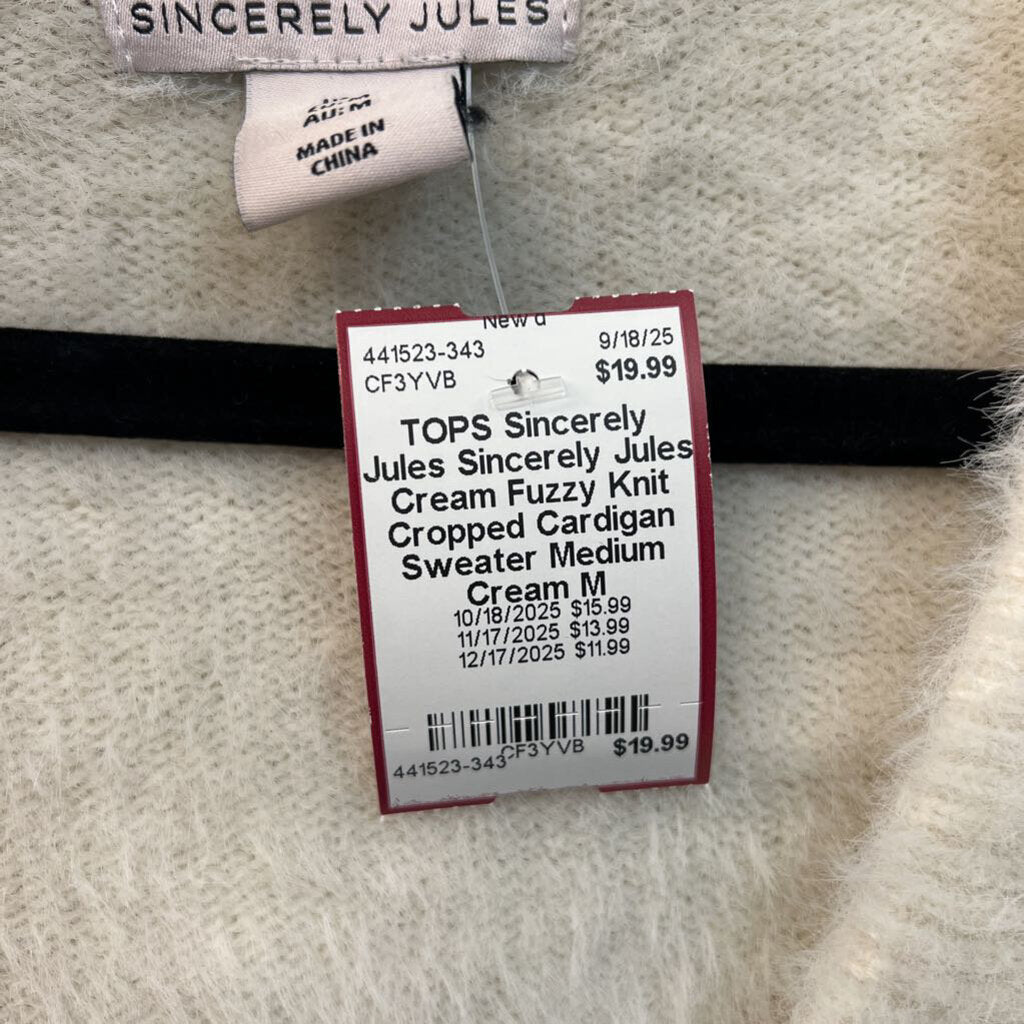 SINCERELY JULES
AU: M
MADE IN
CHINA
New
441523-343 9/18/25
CF3YVB $19.99
TOPS Sincerely
Jules Sincerely Jules
Cream Fuzzy Knit
Cropped Cardigan
Sweater Medium
Cream M
10/18/2025 $15.99
11/17/2025 $13.99
12/17/2025 $11.99
CF3YVB $19.99
441523-343